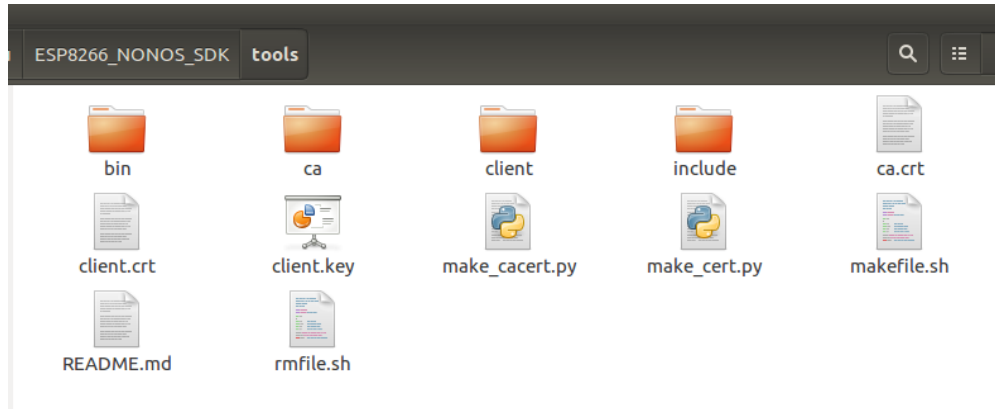 ESP8266_NONOS_SDK tools
bin ca client include ca.crt
client.crt client.key make_cacert.py make_cert.py makefile.sh
README.md rmfile.sh